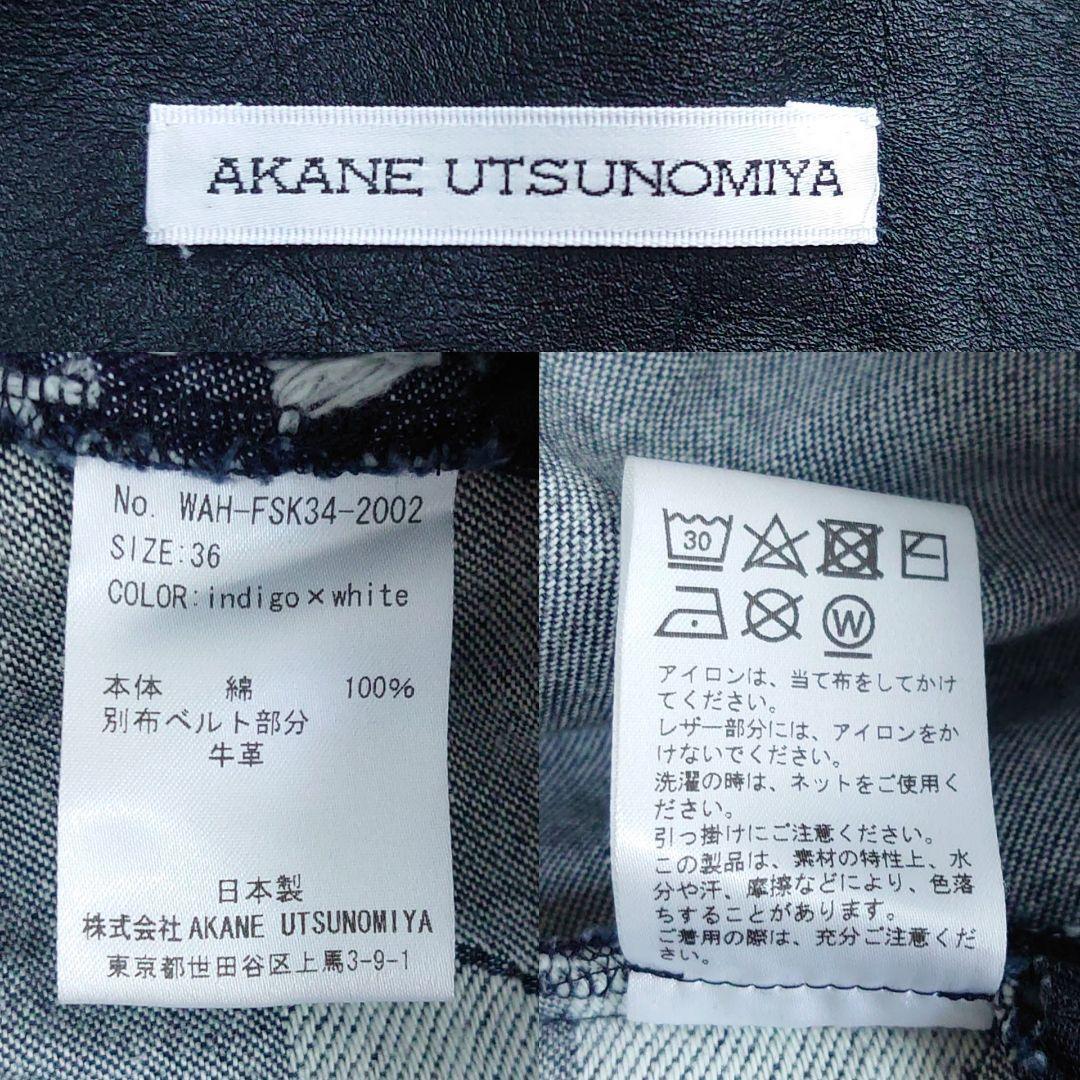 AKANE UTSUNOMIYA
No. WAH-FSK34-2002
SIZE:36
COLOR:indigo×white
本体 綿 100%
別布ベルト部分
牛革
日本製
株式会社 AKANE UTSUNOMIYA
東京都世田谷区上馬3-9-1
30
W
アイロンは、当て布をしてかけ
てください。
レザー部分には、アイロンをか
けないでください。
洗濯の時は、ネットをご使用く
ださい。
引っ掛けにご注意ください。
この製品は、素材の特性上、水
分や汗、摩擦などにより、色落
ちすることがあります。
ご着用の際は、充分ご注意くだ
さい。